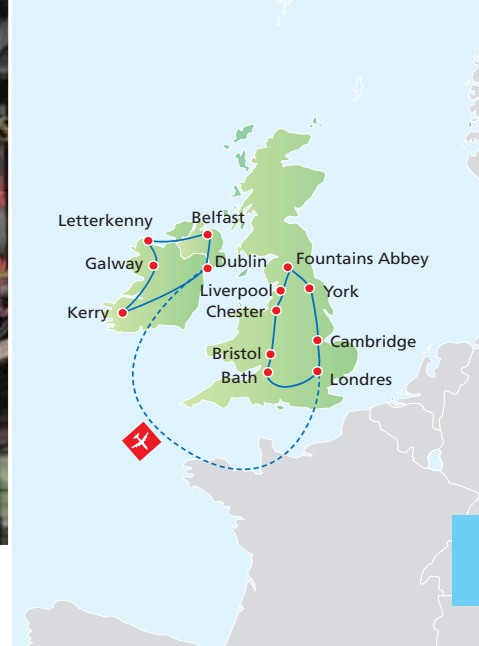 Letterkenny
Belfast
Galway
Dublin
Fountains Abbey
Liverpool
York
Kerry
Chester
Cambridge
Bristol
Bath
Londres